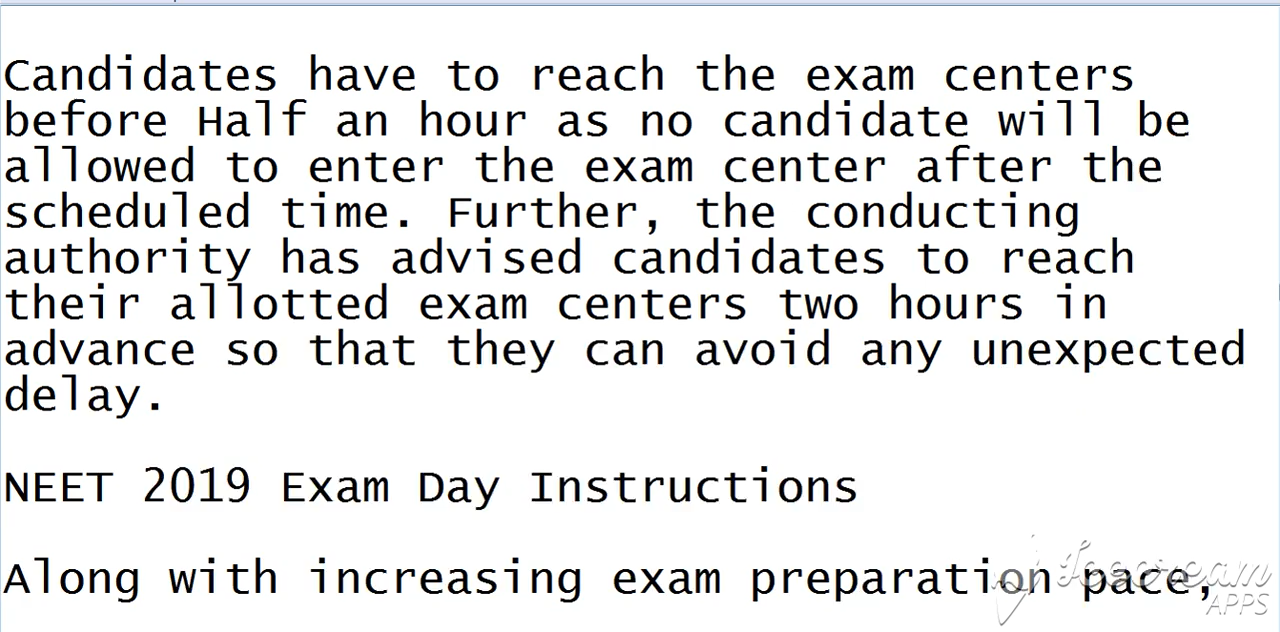 Candidates have to reach the exam centers
before Half an hour as no candidate will be
allowed to enter the exam center after the
scheduled time. Further, the conducting
authority has advised candidates to reach
their allotted exam centers two hours in
advance so that they can avoid any unexpected
delay.
NEET 2019 Exam Day Instructions
Along with increasing exam preparation pace,
Icecream
APPS